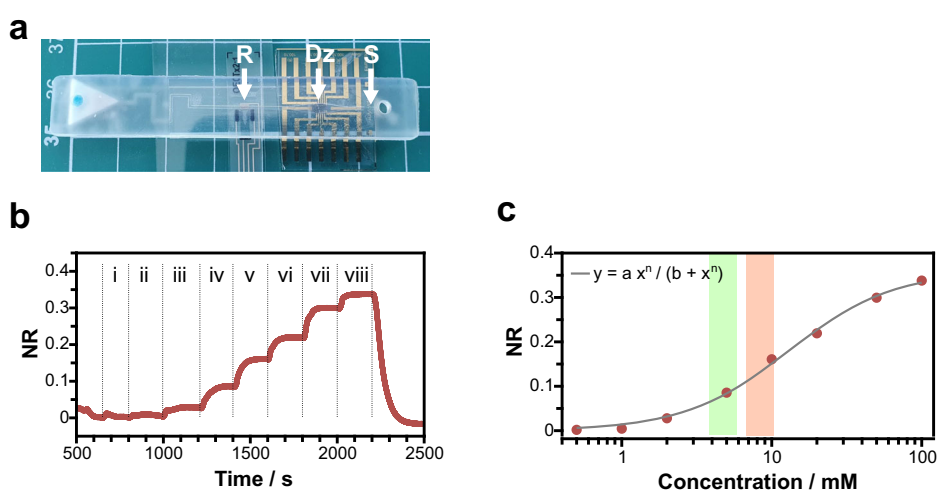 a
R Dz S
b
NR
0.4
0.3
0.2
0.1
0
i ii iii iv v vi vii viii
500 1000 1500 2000 2500
Time / s
c
NR
0.4
0.3
0.2
0.1
0
y = a xⁿ / (b + xⁿ)
1 10 100
Concentration / mM